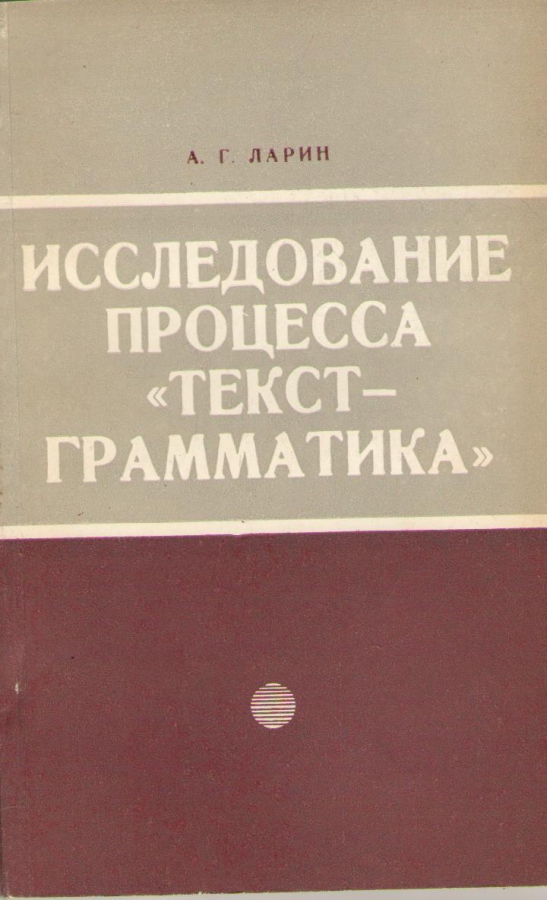 А. Г. ЛАРИН
ИССЛЕДОВАНИЕ
ПРОЦЕССА
«ТЕКСТ—
ГРАММАТИКА»